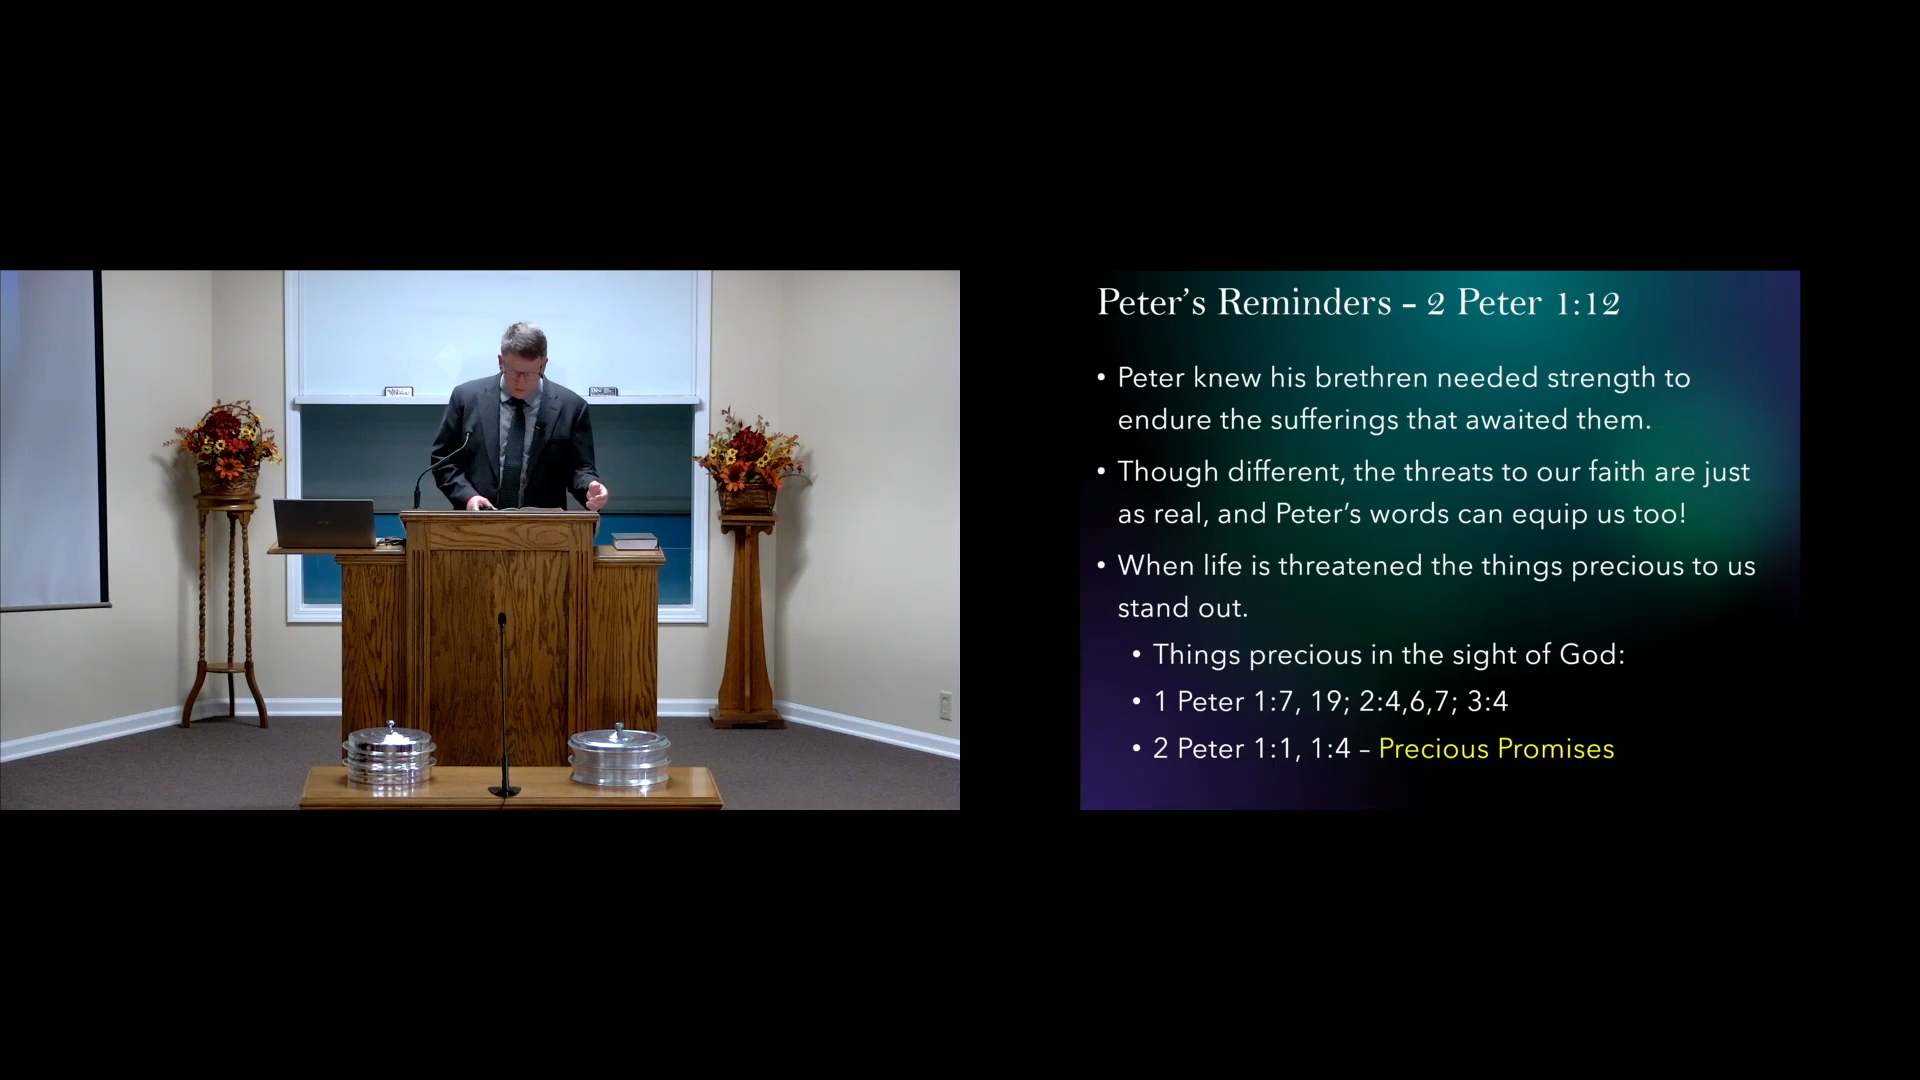 Peter’s Reminders – 2 Peter 1:12
• Peter knew his brethren needed strength to
endure the sufferings that awaited them.
• Though different, the threats to our faith are just
as real, and Peter’s words can equip us too!
• When life is threatened the things precious to us
stand out.
• Things precious in the sight of God:
• 1 Peter 1:7, 19; 2:4,6,7; 3:4
• 2 Peter 1:1, 1:4 – Precious Promises